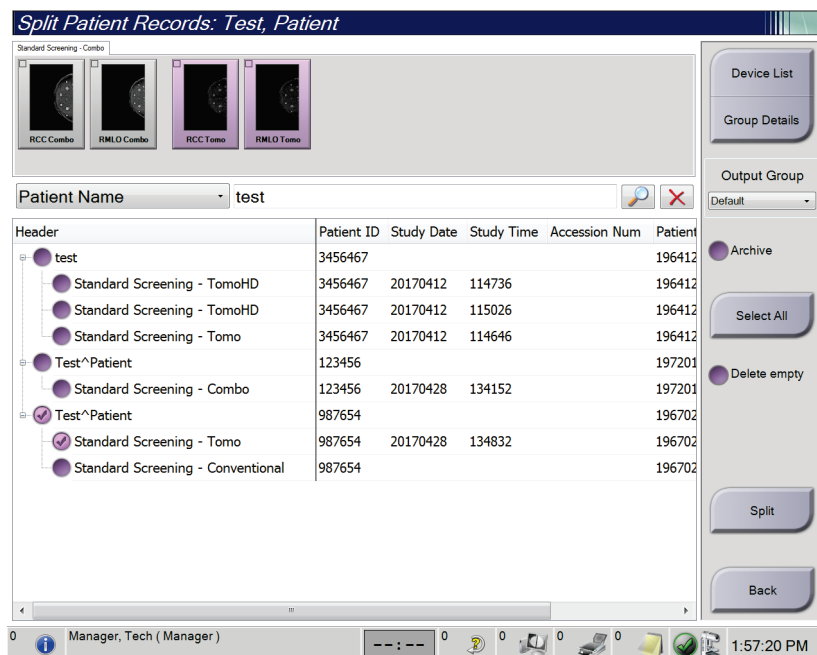 Split Patient Records: Test, Patient
Standard Screening - Combo
RCC Combo RMLO Combo RCC Tomo RMLO Tomo
Device List
Group Details
Output Group
Default
Patient Name test
Header Patient ID Study Date Study Time Accession Num Patient
test 3456467 196412
Standard Screening - TomoHD 3456467 20170412 114736 196412
Standard Screening - TomoHD 3456467 20170412 115026 196412
Standard Screening - Tomo 3456467 20170412 114646 196412
Test^Patient 123456 197201
Standard Screening - Combo 123456 20170428 134152 197201
Test^Patient 987654 196702
Standard Screening - Tomo 987654 20170428 134832 196702
Standard Screening - Conventional 987654 196702
Archive
Select All
Delete empty
Split
Back
0 Manager, Tech ( Manager ) --:-- 0 0 0 0 1:57:20 PM